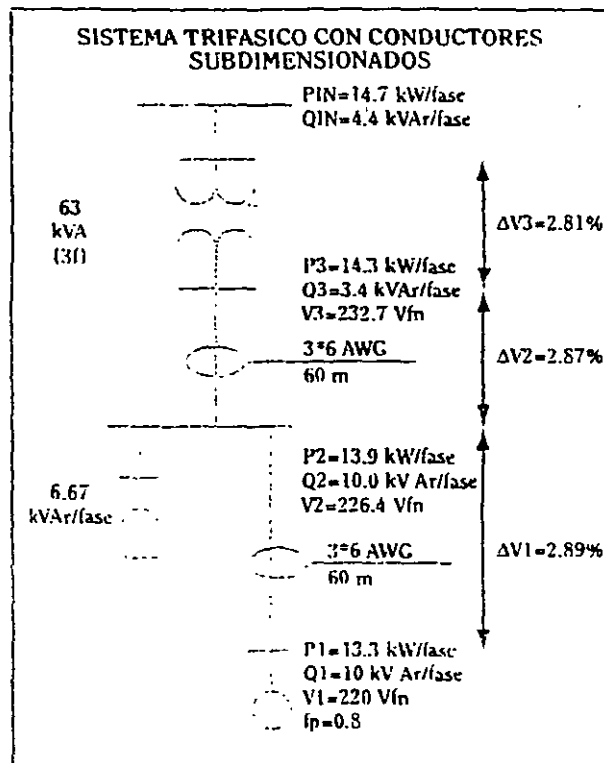 SISTEMA TRIFASICO CON CONDUCTORES
SUBDIMENSIONADOS
PIN=14.7 kW/fase
QIN=4.4 kVAr/fase
63
kVA
(3f)
ΔV3=2.81%
P3=14.3 kW/fase
Q3=3.4 kVAr/fase
V3=232.7 Vfn
3*6 AWG
60 m
ΔV2=2.87%
P2=13.9 kW/fase
Q2=10.0 kV Ar/fase
V2=226.4 Vfn
6.67
kVAr/fase
3*6 AWG
60 m
ΔV1=2.89%
P1=13.3 kW/fase
Q1=10 kV Ar/fase
V1=220 Vfn
fp=0.8